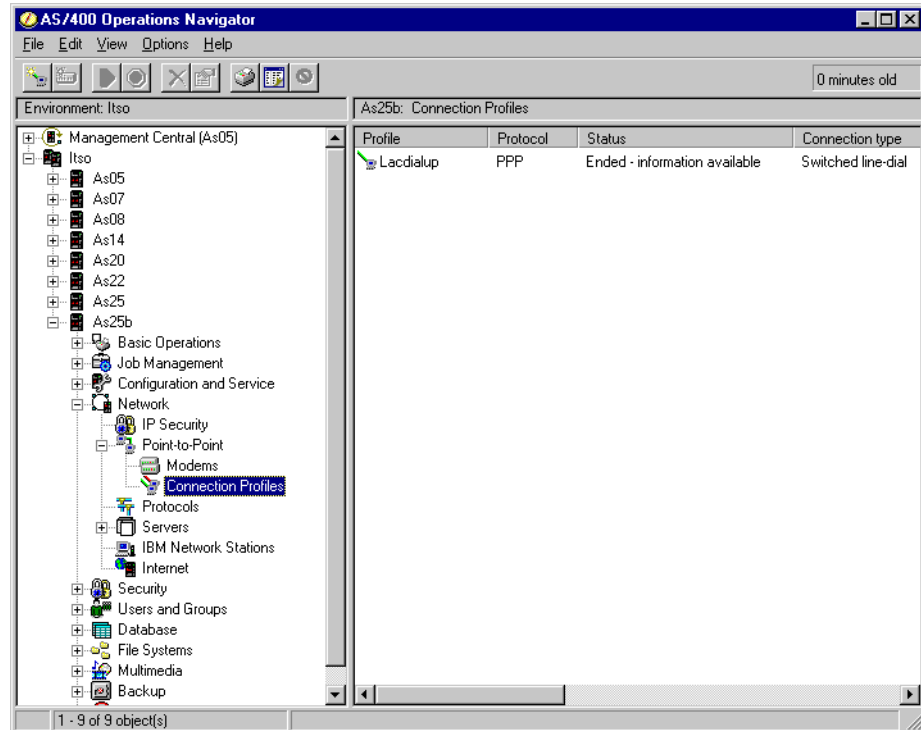 AS/400 Operations Navigator
File Edit View Options Help
0 minutes old
Environment: Itso
As25b: Connection Profiles
Management Central (As05)
Itso
As05
As07
As08
As14
As20
As22
As25
As25b
Basic Operations
Job Management
Configuration and Service
Network
IP Security
Point-to-Point
Modems
Connection Profiles
Protocols
Servers
IBM Network Stations
Internet
Security
Users and Groups
Database
File Systems
Multimedia
Backup
Profile Protocol Status Connection type
Lacdialup PPP Ended - information available Switched line-dial
1 - 9 of 9 object(s)